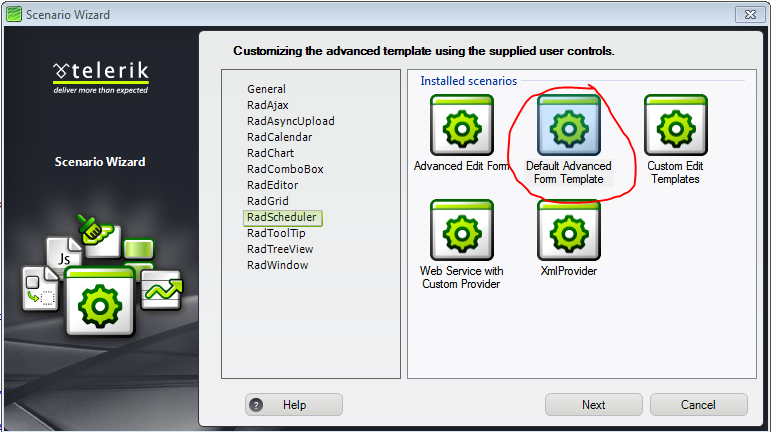 Scenario Wizard
telerik
deliver more than expected
Scenario Wizard
Js
Customizing the advanced template using the supplied user controls.
General
RadAjax
RadAsyncUpload
RadCalendar
RadChart
RadComboBox
RadEditor
RadGrid
RadScheduler
RadToolTip
RadTreeView
RadWindow
Installed scenarios
Advanced Edit Form
Default Advanced
Form Template
Custom Edit
Templates
Web Service with
Custom Provider
XmlProvider
? Help
Next
Cancel